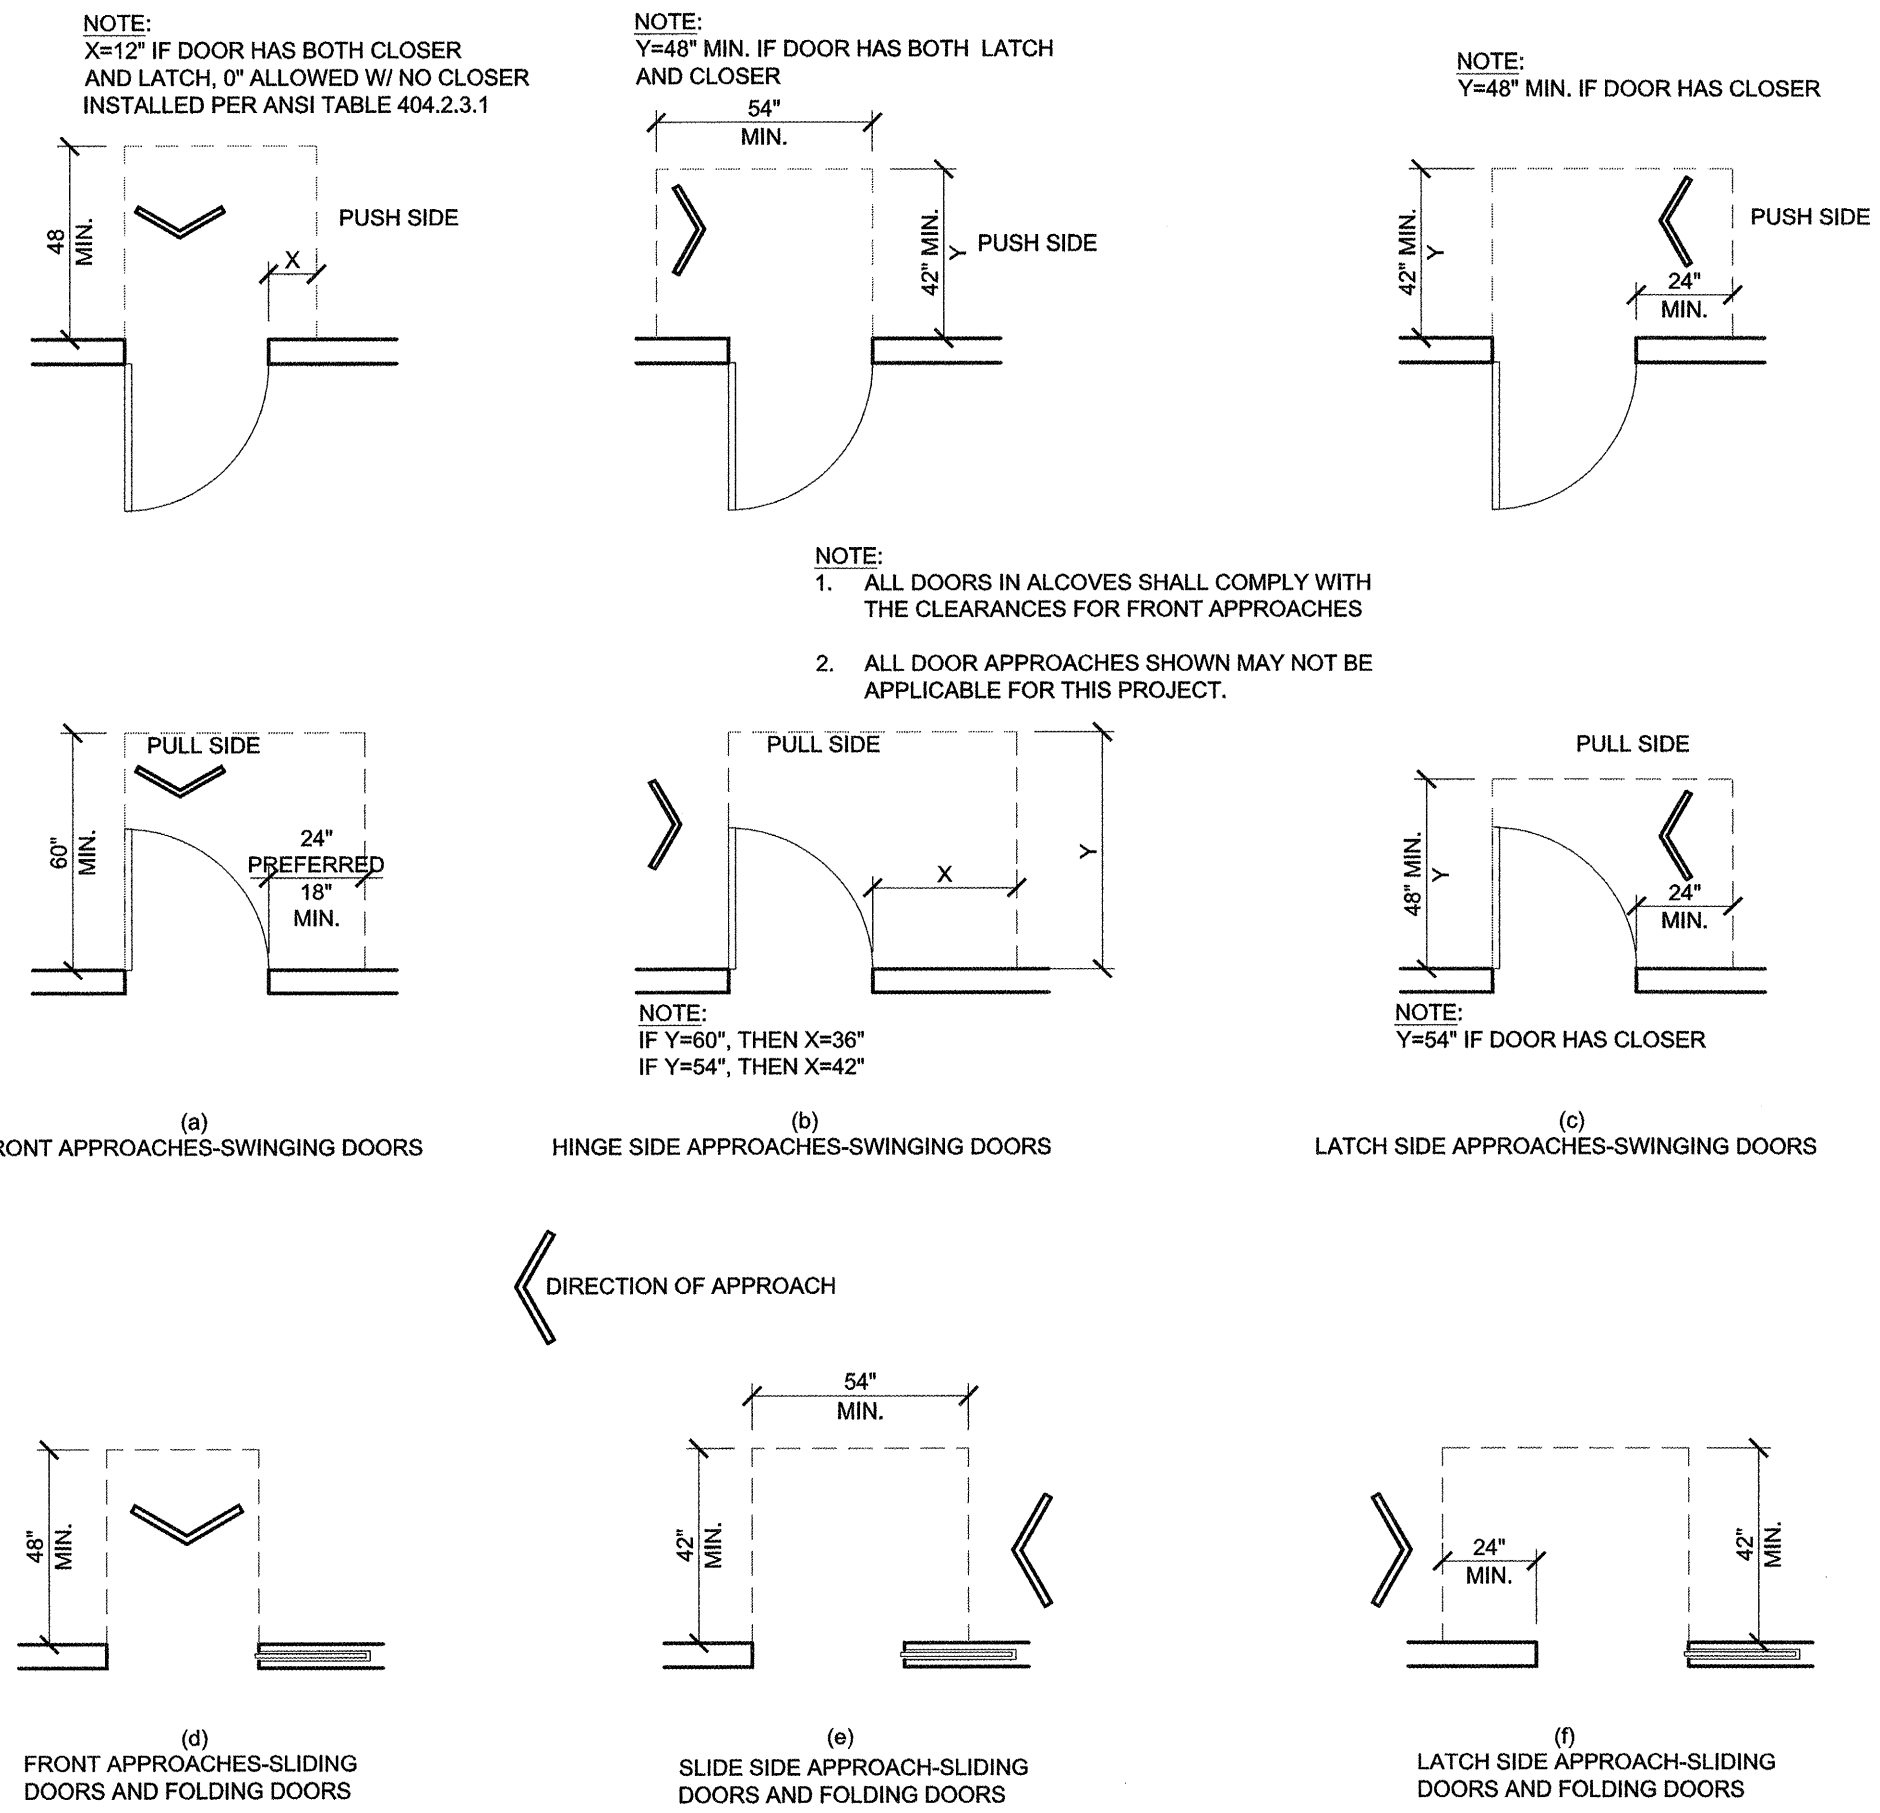 NOTE:
X=12" IF DOOR HAS BOTH CLOSER
AND LATCH, 0" ALLOWED W/ NO CLOSER
INSTALLED PER ANSI TABLE 404.2.3.1
48
MIN.
X
PUSH SIDE
NOTE:
Y=48" MIN. IF DOOR HAS BOTH LATCH
AND CLOSER
54"
MIN.
42" MIN.
Y
PUSH SIDE
NOTE:
Y=48" MIN. IF DOOR HAS CLOSER
42" MIN.
Y
24"
MIN.
PUSH SIDE
NOTE:
1. ALL DOORS IN ALCOVES SHALL COMPLY WITH
THE CLEARANCES FOR FRONT APPROACHES
2. ALL DOOR APPROACHES SHOWN MAY NOT BE
APPLICABLE FOR THIS PROJECT.
PULL SIDE
60"
MIN.
24"
PREFERRED
18"
MIN.
(a)
RONT APPROACHES-SWINGING DOORS
PULL SIDE
X
Y
NOTE:
IF Y=60", THEN X=36"
IF Y=54", THEN X=42"
(b)
HINGE SIDE APPROACHES-SWINGING DOORS
PULL SIDE
48" MIN.
Y
24"
MIN.
NOTE:
Y=54" IF DOOR HAS CLOSER
(c)
LATCH SIDE APPROACHES-SWINGING DOORS
DIRECTION OF APPROACH
48"
MIN.
(d)
FRONT APPROACHES-SLIDING
DOORS AND FOLDING DOORS
54"
MIN.
42"
MIN.
(e)
SLIDE SIDE APPROACH-SLIDING
DOORS AND FOLDING DOORS
24"
MIN.
42"
MIN.
(f)
LATCH SIDE APPROACH-SLIDING
DOORS AND FOLDING DOORS